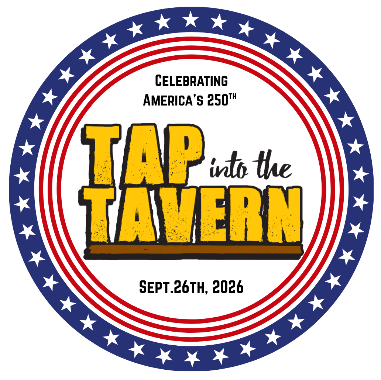 Celebrating
America's 250th
TAP into the
TAVERN
Sept.26th, 2026